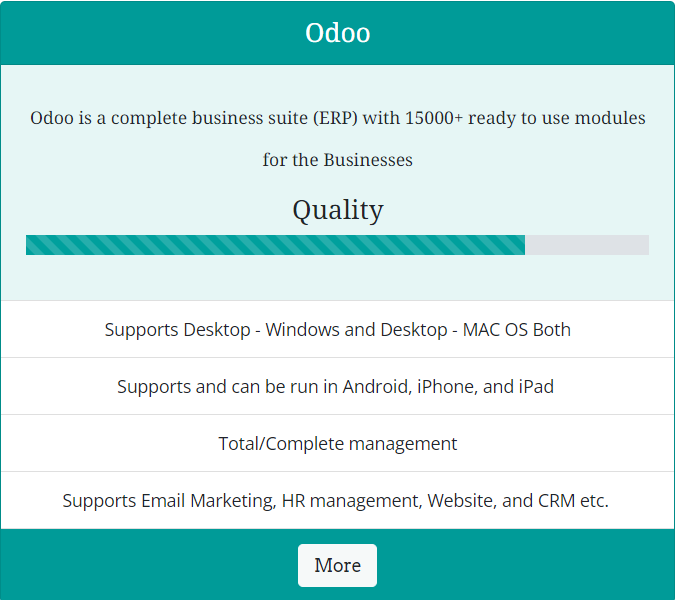 Odoo
Odoo is a complete business suite (ERP) with 15000+ ready to use modules
for the Businesses
Quality
Supports Desktop - Windows and Desktop - MAC OS Both
Supports and can be run in Android, iPhone, and iPad
Total/Complete management
Supports Email Marketing, HR management, Website, and CRM etc.
More